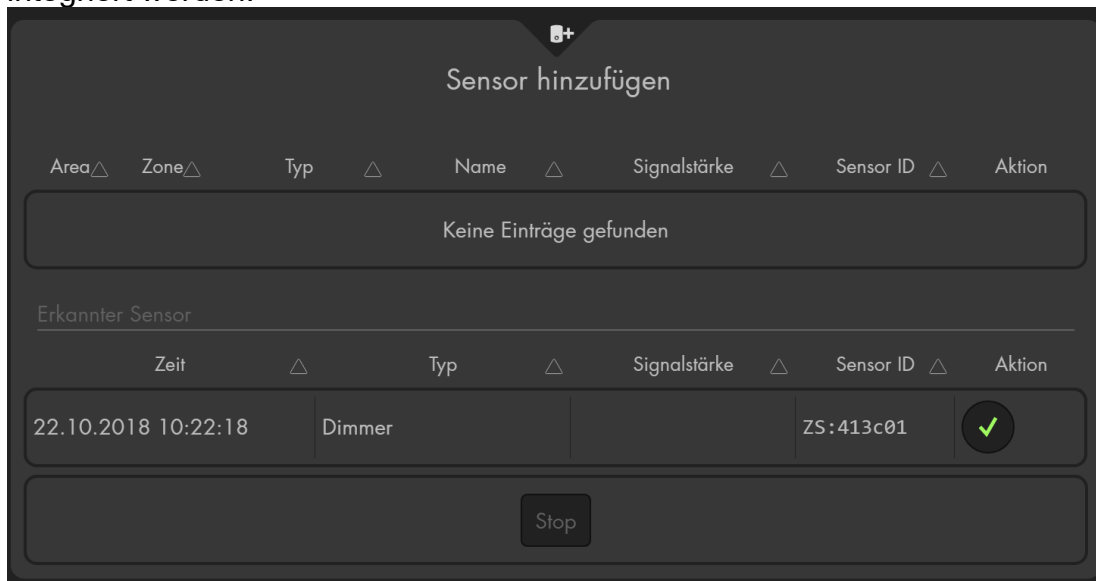 Sensor hinzufügen
Area Zone Typ Name Signalstärke Sensor ID Aktion
Keine Einträge gefunden
Erkannter Sensor
Zeit Typ Signalstärke Sensor ID Aktion
22.10.2018 10:22:18 Dimmer ZS:413c01
Stop